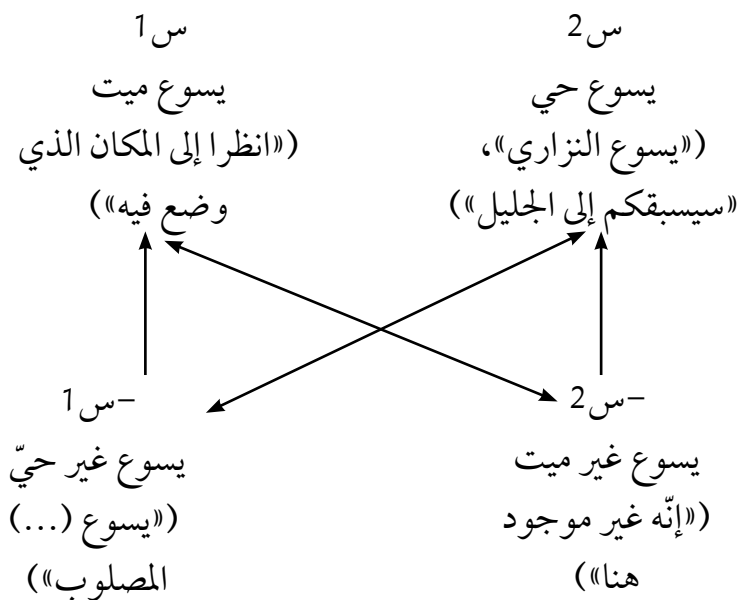 س2
يسوع حي
(«يسوع النزاري»،
«سيسبقكم إلى الجليل»)
س1
يسوع ميت
(«انظرا إلى المكان الذي
وضع فيه»)
–س2
يسوع غير ميت
(«إنّه غير موجود
هنا»)
–س1
يسوع غير حيّ
(«يسوع (...)
المصلوب»)